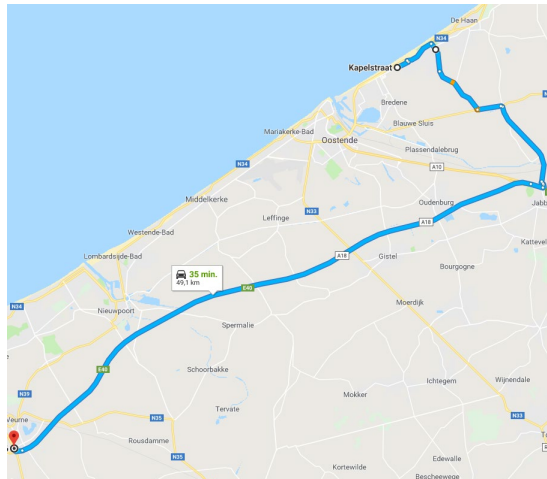 De Haan
N34
Kapelstraat
Bredene
Blauwe Sluis
Mariakerke-Bad
Oostende
Plassendalebrug
N34
A10
Middelkerke
Oudenburg
Jabb
N33
Leffinge
A18
Westende-Bad
Kattevel
A18
Gistel
Lombardsijde-Bad
Bourgogne
35 min.
49,1 km
E40
N34
Nieuwpoort
Moerdijk
Spermalie
E40
Schoorbakke
Ichtegem
Wijnendale
N39
Mokker
Tervate
N33
Veurne
N35
Rousdamme
N35
Edewalle
Kortewilde
Bescheewege